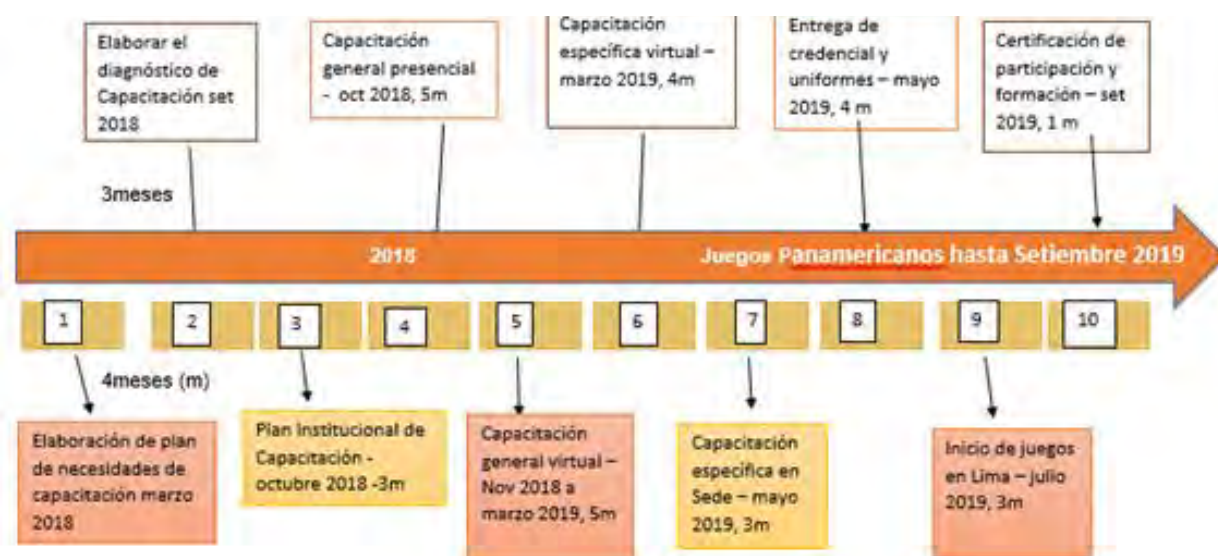 Elaborar el
diagnóstico de
Capacitación set
2018
Capacitación
general presencial
- oct 2018, 5m
Capacitación
específica virtual –
marzo 2019, 4m
Entrega de
credencial y
uniformes – mayo
2019, 4 m
Certificación de
participación y
formación – set
2019, 1 m
3meses
2018
Juegos Panamericanos hasta Setiembre 2019
1
2
3
4
5
6
7
8
9
10
4meses (m)
Elaboración de plan
de necesidades de
capacitación marzo
2018
Plan Institucional de
Capacitación -
octubre 2018 -3m
Capacitación
general virtual –
Nov 2018 a
marzo 2019, 5m
Capacitación
específica en
Sede – mayo
2019, 3m
Inicio de juegos
en Lima – julio
2019, 3m